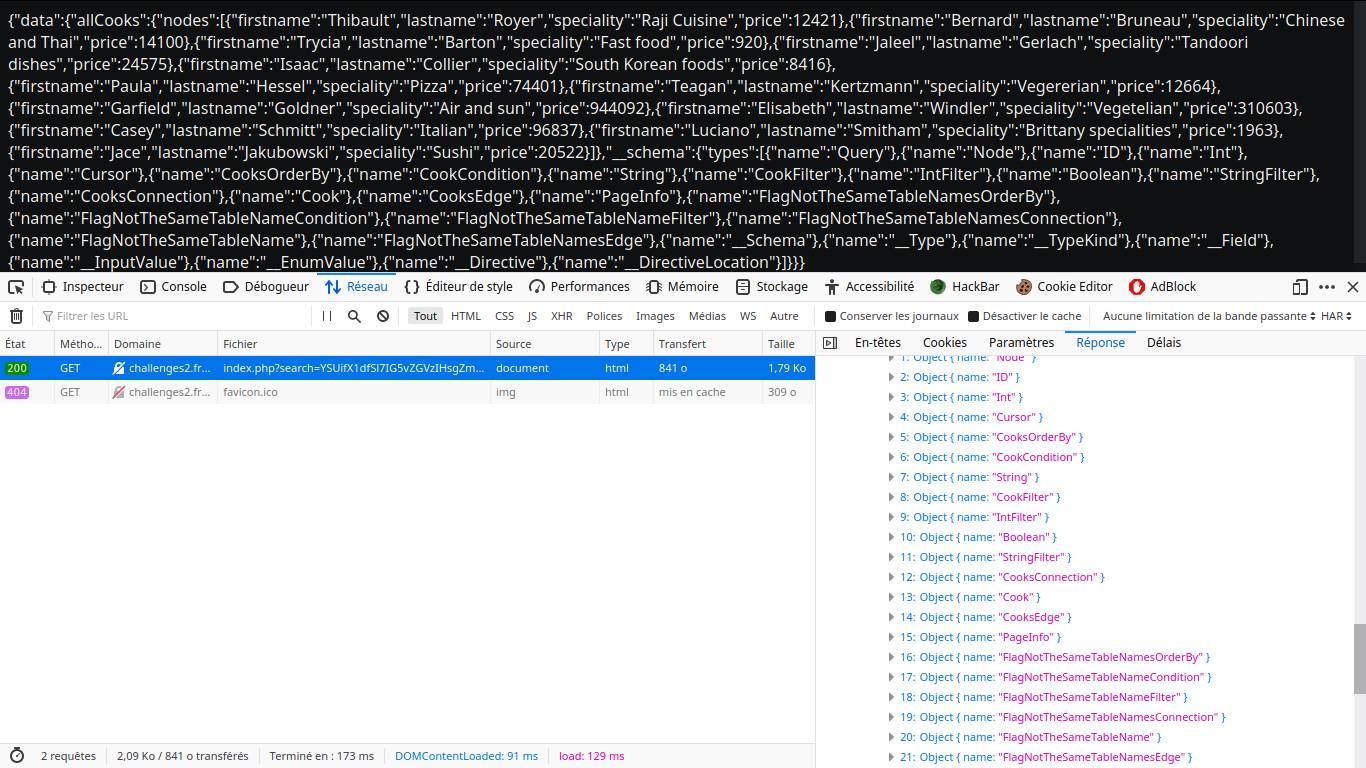 {"data":{"allCooks":{"nodes":[{"firstname":"Thibault","lastname":"Royer","speciality":"Raji Cuisine","price":12421},{"firstname":"Bernard","lastname":"Bruneau","speciality":"Chinese
and Thai","price":14100},{"firstname":"Trycia","lastname":"Barton","speciality":"Fast food","price":920},{"firstname":"Jaleel","lastname":"Gerlach","speciality":"Tandoori
dishes","price":24575},{"firstname":"Isaac","lastname":"Collier","speciality":"South Korean foods","price":8416},
{"firstname":"Paula","lastname":"Hessel","speciality":"Pizza","price":74401},{"firstname":"Teagan","lastname":"Kertzmann","speciality":"Vegererian","price":12664},
{"firstname":"Garfield","lastname":"Goldner","speciality":"Air and sun","price":944092},{"firstname":"Elisabeth","lastname":"Windler","speciality":"Vegetelian","price":310603},
{"firstname":"Casey","lastname":"Schmitt","speciality":"Italian","price":96837},{"firstname":"Luciano","lastname":"Smitham","speciality":"Brittany specialities","price":1963},
{"firstname":"Jace","lastname":"Jakubowski","speciality":"Sushi","price":20522}]},"__schema":{"types":[{"name":"Query"},{"name":"Node"},{"name":"ID"},{"name":"Int"},
{"name":"Cursor"},{"name":"CooksOrderBy"},{"name":"CookCondition"},{"name":"String"},{"name":"CookFilter"},{"name":"IntFilter"},{"name":"Boolean"},{"name":"StringFilter"},
{"name":"CooksConnection"},{"name":"Cook"},{"name":"CooksEdge"},{"name":"PageInfo"},{"name":"FlagNotTheSameTableNamesOrderBy"},
{"name":"FlagNotTheSameTableNameCondition"},{"name":"FlagNotTheSameTableNameFilter"},{"name":"FlagNotTheSameTableNamesConnection"},
{"name":"FlagNotTheSameTableName"},{"name":"FlagNotTheSameTableNamesEdge"},{"name":"__Schema"},{"name":"__Type"},{"name":"__TypeKind"},{"name":"__Field"},
{"name":"__InputValue"},{"name":"__EnumValue"},{"name":"__Directive"},{"name":"__DirectiveLocation"}]}}}
Inspecteur Console Débogueur Réseau Éditeur de style Performances Mémoire Stockage Accessibilité HackBar Cookie Editor AdBlock
Filtrer les URL Tout HTML CSS JS XHR Polices Images Médias WS Autre Conserver les journaux Désactiver le cache Aucune limitation de la bande passante HAR
État Métho... Domaine Fichier Source Type Transfert Taille
200 GET challenges2.fr... index.php?search=YSUifX1dfSl7IG5vZGVzIHsgZm... document html 841 o 1,79 Ko
404 GET challenges2.fr... favicon.ico img html mis en cache 309 o
En-têtes Cookies Paramètres Réponse Délais
1: Object { name: "Node" }
2: Object { name: "ID" }
3: Object { name: "Int" }
4: Object { name: "Cursor" }
5: Object { name: "CooksOrderBy" }
6: Object { name: "CookCondition" }
7: Object { name: "String" }
8: Object { name: "CookFilter" }
9: Object { name: "IntFilter" }
10: Object { name: "Boolean" }
11: Object { name: "StringFilter" }
12: Object { name: "CooksConnection" }
13: Object { name: "Cook" }
14: Object { name: "CooksEdge" }
15: Object { name: "PageInfo" }
16: Object { name: "FlagNotTheSameTableNamesOrderBy" }
17: Object { name: "FlagNotTheSameTableNameCondition" }
18: Object { name: "FlagNotTheSameTableNameFilter" }
19: Object { name: "FlagNotTheSameTableNamesConnection" }
20: Object { name: "FlagNotTheSameTableName" }
21: Object { name: "FlagNotTheSameTableNamesEdge" }
2 requêtes 2,09 Ko / 841 o transférés Terminé en : 173 ms DOMContentLoaded: 91 ms load: 129 ms